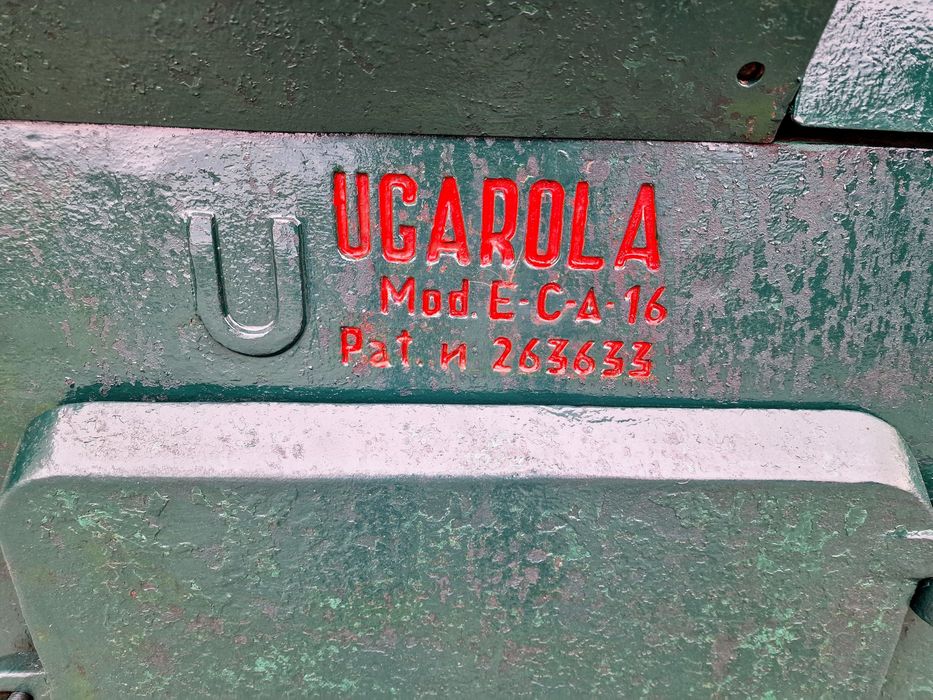 U
UGAROLA
Mod. E-C-A-16
Pat. и 263633